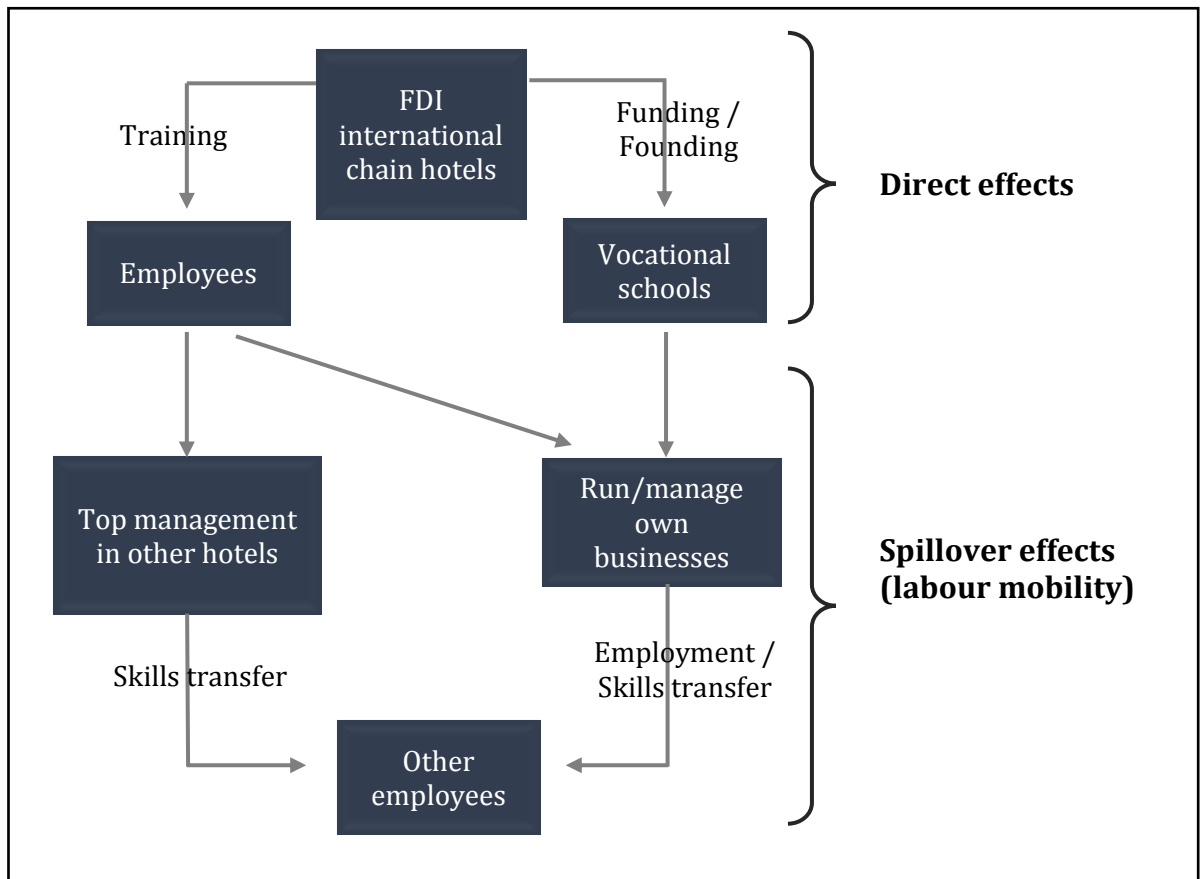 FDI
international
chain hotels
Training
Funding /
Founding
Direct effects
Employees
Vocational
schools
Top management
in other hotels
Run/manage
own
businesses
Spillover effects
(labour mobility)
Skills transfer
Employment /
Skills transfer
Other
employees